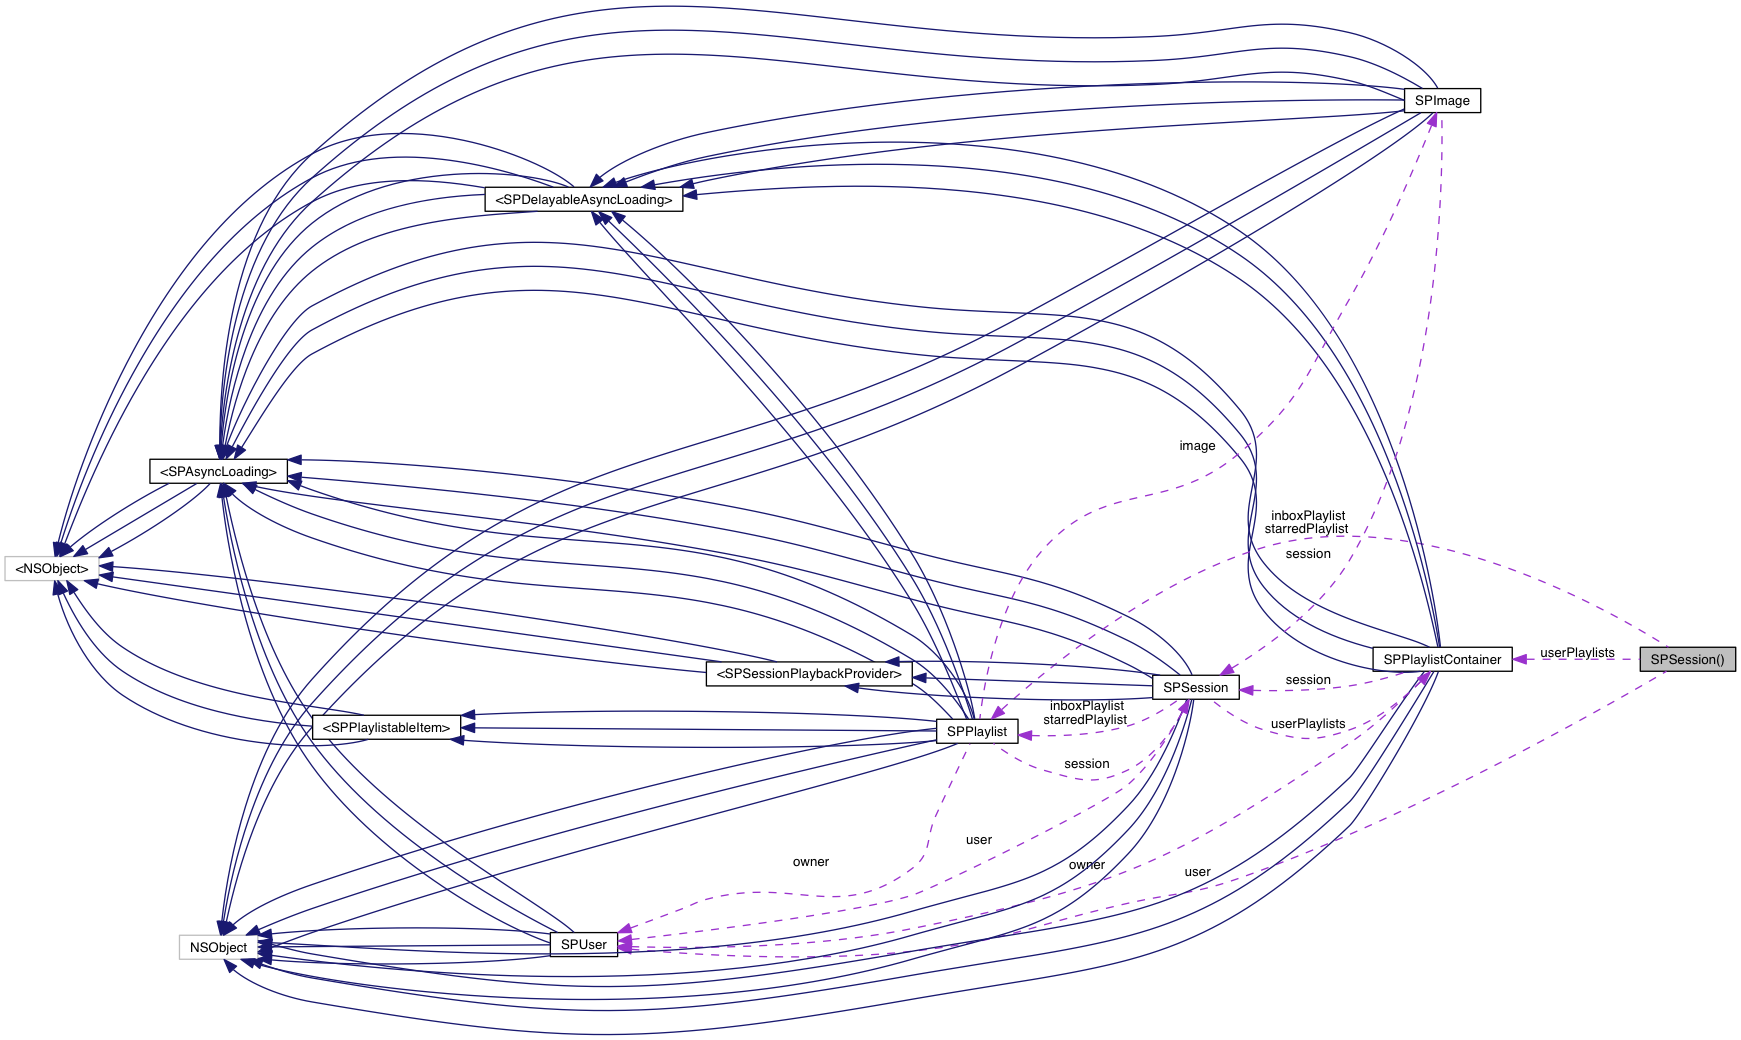 SPImage
<SPDelayableAsyncLoading>
image
<SPAsyncLoading>
inboxPlaylist
starredPlaylist
session
<NSObject>
userPlaylists
SPPlaylistContainer
SPSession()
<SPSessionPlaybackProvider>
session
SPSession
inboxPlaylist
starredPlaylist
userPlaylists
<SPPlaylistableItem>
SPPlaylist
session
user
owner
owner
user
NSObject
SPUser